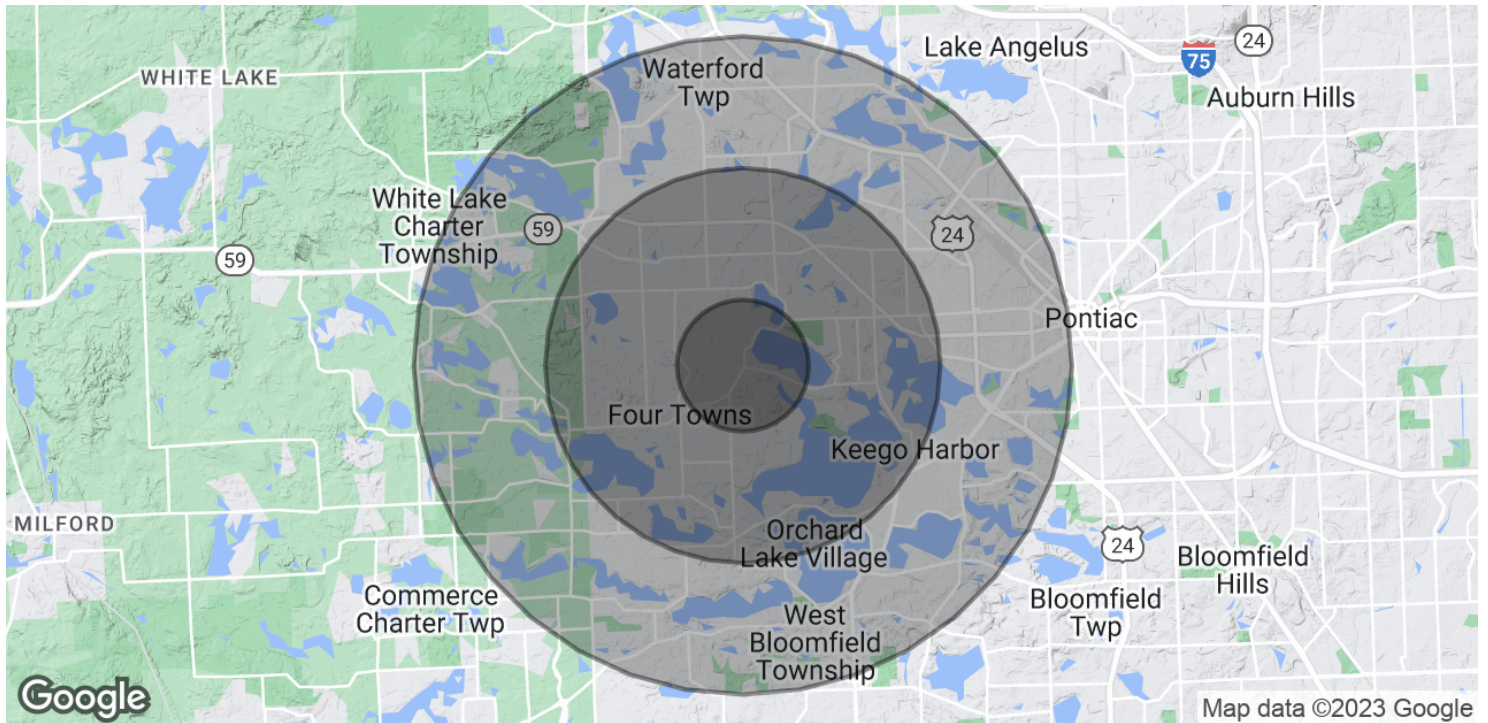 Lake Angelus
24
75
Waterford
Twp
WHITE LAKE
Auburn Hills
White Lake
Charter
Township
59
24
59
Pontiac
Four Towns
Keego Harbor
MILFORD
Orchard
Lake Village
24
Bloomfield
Hills
Commerce
Charter Twp
Bloomfield
Twp
West
Bloomfield
Township
Google
Map data ©2023 Google